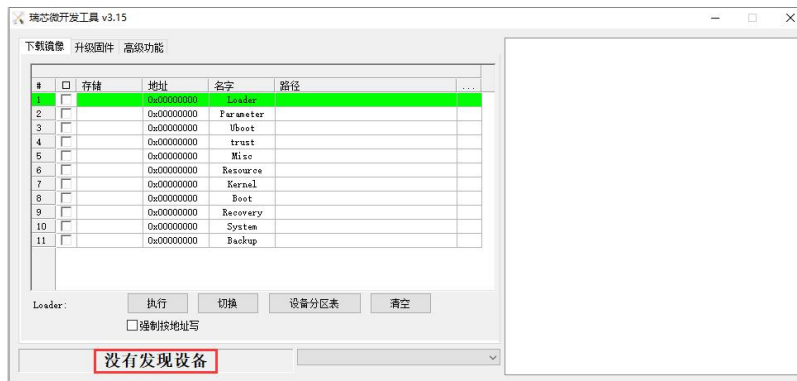 瑞芯微开发工具 v3.15
下载镜像 升级固件 高级功能
# 存储 地址 名字 路径 ...
1 0x00000000 Loader
2 0x00000000 Parameter
3 0x00000000 Uboot
4 0x00000000 trust
5 0x00000000 Misc
6 0x00000000 Resource
7 0x00000000 Kernel
8 0x00000000 Boot
9 0x00000000 Recovery
10 0x00000000 System
11 0x00000000 Backup
Loader: 执行 切换 设备分区表 清空
强制按地址写
没有发现设备